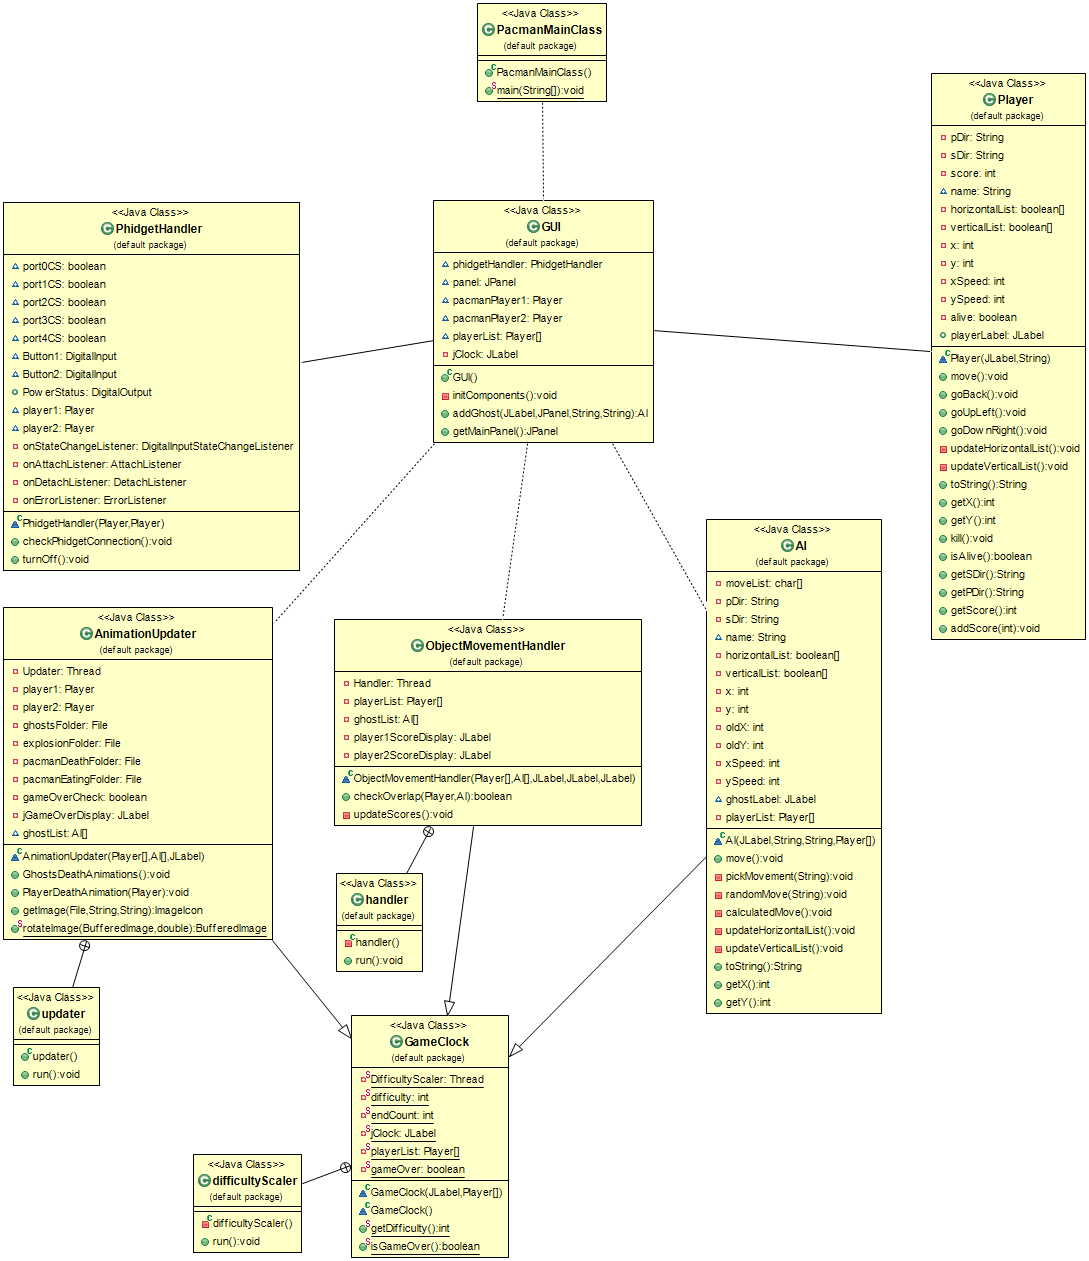 <<Java Class>>
PacmanMainClass
(default package)
PacmanMainClass()
main(String[]):void
<<Java Class>>
Player
(default package)
pDir: String
sDir: String
score: int
name: String
horizontalList: boolean[]
verticalList: boolean[]
x: int
y: int
xSpeed: int
ySpeed: int
alive: boolean
playerLabel: JLabel
Player(JLabel,String)
move():void
goBack():void
goUpLeft():void
goDownRight():void
updateHorizontalList():void
updateVerticalList():void
toString():String
getX():int
getY():int
kill():void
isAlive():boolean
getSDir():String
getPDir():String
getScore():int
addScore(int):void
<<Java Class>>
PhidgetHandler
(default package)
port0CS: boolean
port1CS: boolean
port2CS: boolean
port3CS: boolean
port4CS: boolean
Button1: DigitalInput
Button2: DigitalInput
PowerStatus: DigitalOutput
player1: Player
player2: Player
onStateChangeListener: DigitalInputStateChangeListener
onAttachListener: AttachListener
onDetachListener: DetachListener
onErrorListener: ErrorListener
PhidgetHandler(Player,Player)
checkPhidgetConnection():void
turnOff():void
<<Java Class>>
GUI
(default package)
phidgetHandler: PhidgetHandler
panel: JPanel
pacmanPlayer1: Player
pacmanPlayer2: Player
playerList: Player[]
jClock: JLabel
GUI()
initComponents():void
addGhost(JLabel,JPanel,String,String):AI
getMainPanel():JPanel
<<Java Class>>
AI
(default package)
moveList: char[]
pDir: String
sDir: String
name: String
horizontalList: boolean[]
verticalList: boolean[]
x: int
y: int
oldX: int
oldY: int
xSpeed: int
ySpeed: int
ghostLabel: JLabel
playerList: Player[]
AI(JLabel,String,String,Player[])
move():void
pickMovement(String):void
randomMove(String):void
calculatedMove():void
updateHorizontalList():void
updateVerticalList():void
toString():String
getX():int
getY():int
<<Java Class>>
AnimationUpdater
(default package)
Updater: Thread
player1: Player
player2: Player
ghostsFolder: File
explosionFolder: File
pacmanDeathFolder: File
pacmanEatingFolder: File
gameOverCheck: boolean
jGameOverDisplay: JLabel
ghostList: AI[]
AnimationUpdater(Player[],AI[],JLabel)
GhostsDeathAnimations():void
PlayerDeathAnimation(Player):void
getImage(File,String,String):ImageIcon
rotateImage(BufferedImage,double):BufferedImage
<<Java Class>>
ObjectMovementHandler
(default package)
Handler: Thread
playerList: Player[]
ghostList: AI[]
player1ScoreDisplay: JLabel
player2ScoreDisplay: JLabel
ObjectMovementHandler(Player[],AI[],JLabel,JLabel,JLabel)
checkOverlap(Player,AI):boolean
updateScores():void
<<Java Class>>
handler
(default package)
handler()
run():void
<<Java Class>>
updater
(default package)
updater()
run():void
<<Java Class>>
GameClock
(default package)
DifficultyScaler: Thread
difficulty: int
endCount: int
jClock: JLabel
playerList: Player[]
gameOver: boolean
GameClock(JLabel,Player[])
GameClock()
getDifficulty():int
isGameOver():boolean
<<Java Class>>
difficultyScaler
(default package)
difficultyScaler()
run():void